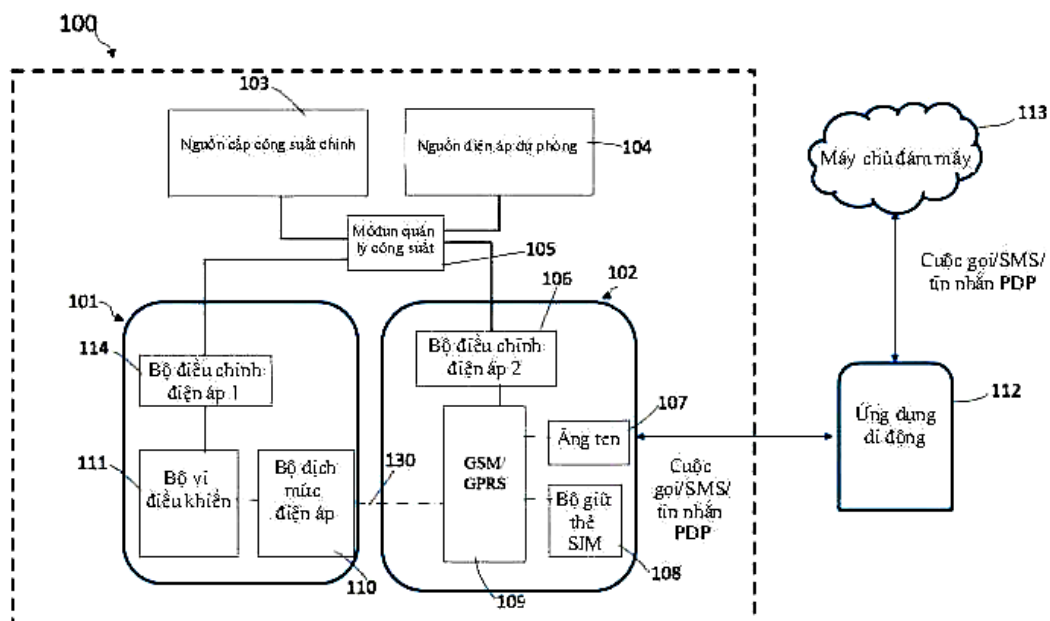 100
103
Nguồn cấp công suất chính
Nguồn điện áp dự phòng
104
113
Máy chủ đám mây
Môđun quản
lý công suất
105
Cuộc gọi/SMS/
tin nhắn PDP
101
106
102
114
Bộ điều chỉnh
điện áp 1
Bộ điều chỉnh
điện áp 2
107
112
Ứng dụng
di động
Ăng ten
111
Bộ vi
điều khiển
Bộ dịch
mức
điện áp
130
GSM/
GPRS
Cuộc
gọi/SMS/
tin nhắn
PDP
Bộ giữ
thẻ
SIM
110
109
108